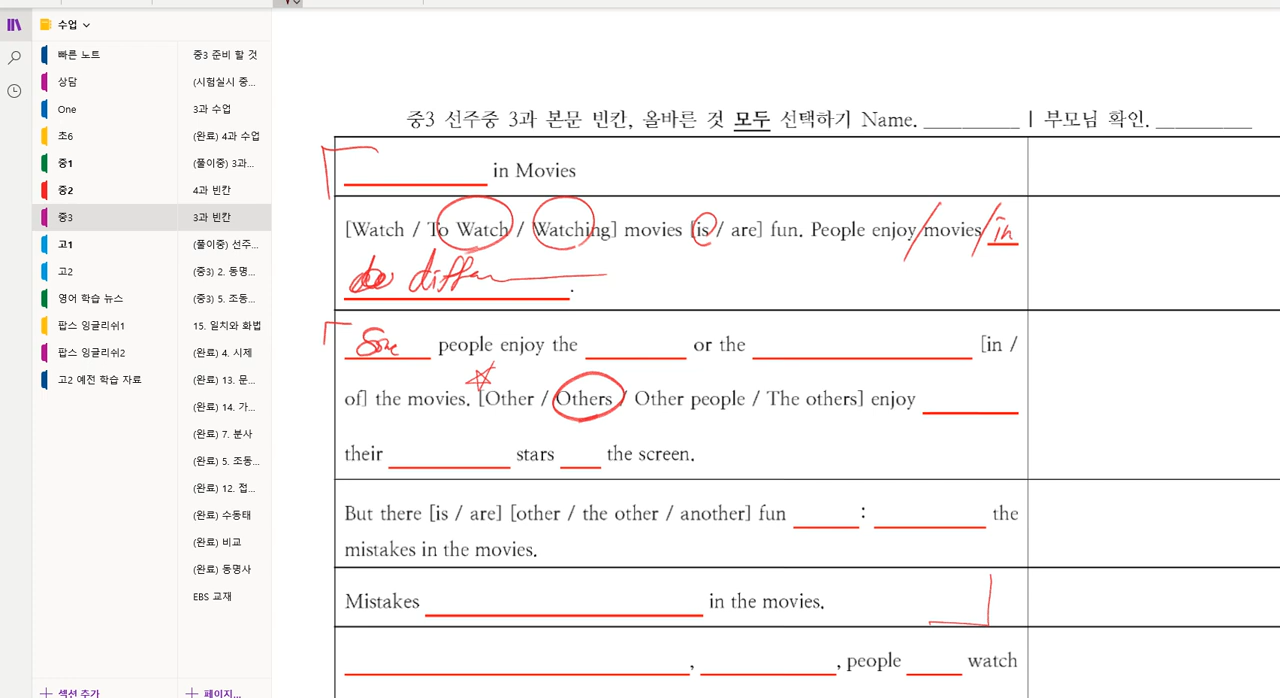 수업
빠른 노트
상담
One
초6
중1
중2
중3
고1
고2
영어 학습 뉴스
팝스 잉글리쉬1
팝스 잉글리쉬2
고2 예전 학습 자료
섹션 추가
중3 준비 할 것
(시험실시 중...
3과 수업
(완료) 4과 수업
(풀이중) 3과...
4과 빈칸
3과 빈칸
(풀이중) 선주...
(중3) 2. 동명...
(중3) 5. 조동...
15. 일치와 화법
(완료) 4. 시제
(완료) 13. 문...
(완료) 14. 가...
(완료) 7. 분사
(완료) 5. 조동...
(완료) 12. 접...
(완료) 수동태
(완료) 비교
(완료) 동명사
EBS 교재
페이지...
중3 선주중 3과 본문 빈칸, 올바른 것 모두 선택하기 Name. __________ | 부모님 확인. __________
in Movies
[Watch / To Watch / Watching] movies [is / are] fun. People enjoy movies in
differ .
Some people enjoy the or the [in /
of] the movies. [Other / Others / Other people / The others] enjoy
their stars the screen.
But there [is / are] [other / the other / another] fun : the
mistakes in the movies.
Mistakes in the movies.
, , people watch